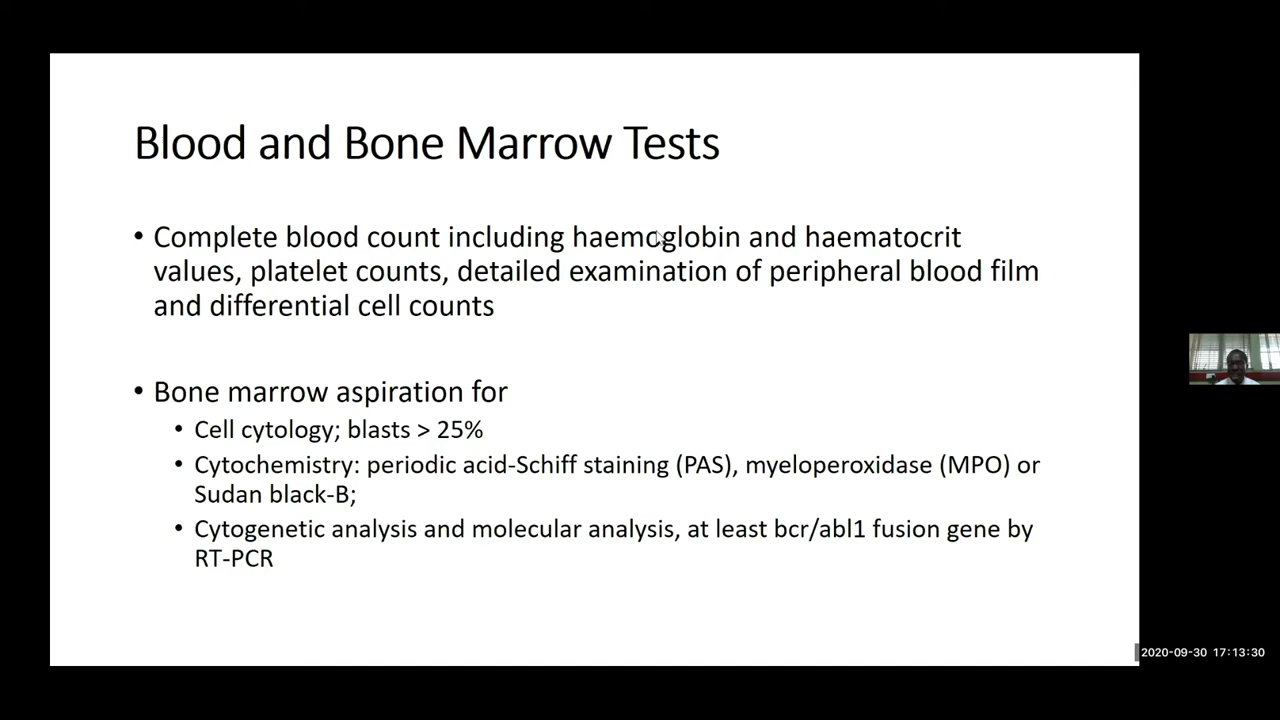 Blood and Bone Marrow Tests
• Complete blood count including haemoglobin and haematocrit
values, platelet counts, detailed examination of peripheral blood film
and differential cell counts
• Bone marrow aspiration for
• Cell cytology; blasts > 25%
• Cytochemistry: periodic acid-Schiff staining (PAS), myeloperoxidase (MPO) or
Sudan black-B;
• Cytogenetic analysis and molecular analysis, at least bcr/abl1 fusion gene by
RT-PCR
2020-09-30 17:13:30